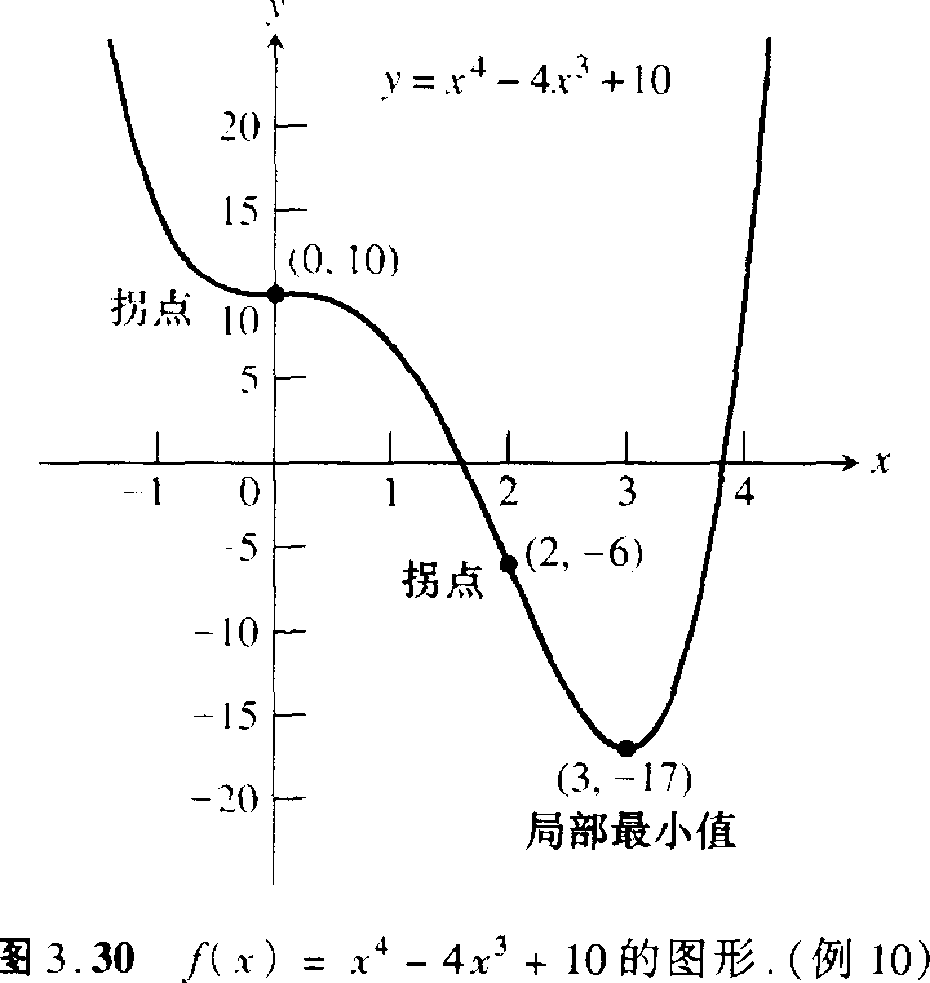 y
y = x⁴ − 4x³ + 10
20
15
(0, 10)
拐点
10
5
x
-1
0
1
2
3
4
-5
(2, -6)
拐点
-10
-15
(3, -17)
-20
局部最小值
图 3.30 f(x) = x⁴ − 4x³ + 10 的图形.(例 10)